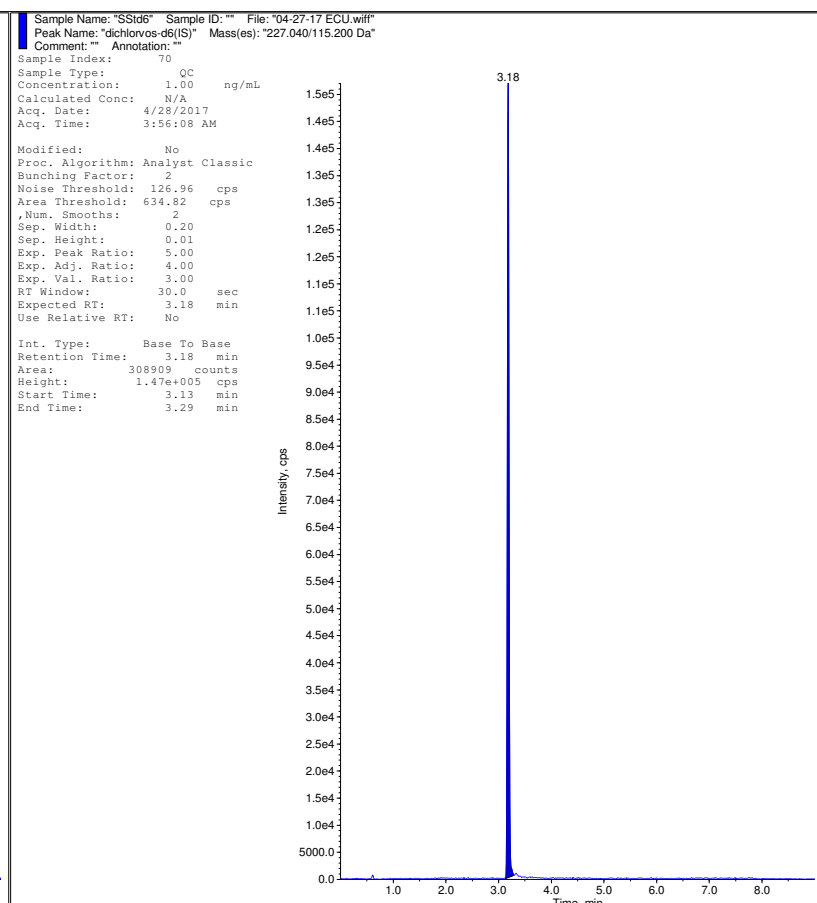 Sample Name: "SStd6" Sample ID: "" File: "04-27-17 ECU.wiff"
Peak Name: "dichlorvos-d6(IS)" Mass(es): "227.040/115.200 Da"
Comment: "" Annotation: ""
Sample Index: 70
Sample Type: QC
Concentration: 1.00 ng/mL
Calculated Conc: N/A
Acq. Date: 4/28/2017
Acq. Time: 3:56:08 AM
Modified: No
Proc. Algorithm: Analyst Classic
Bunching Factor: 2
Noise Threshold: 126.96 cps
Area Threshold: 634.82 cps
,Num. Smooths: 2
Sep. Width: 0.20
Sep. Height: 0.01
Exp. Peak Ratio: 5.00
Exp. Adj. Ratio: 4.00
Exp. Val. Ratio: 3.00
RT Window: 30.0 sec
Expected RT: 3.18 min
Use Relative RT: No
Int. Type: Base To Base
Retention Time: 3.18 min
Area: 308909 counts
Height: 1.47e+005 cps
Start Time: 3.13 min
End Time: 3.29 min
3.18
1.5e5
1.4e5
1.4e5
1.3e5
1.3e5
1.2e5
1.2e5
1.1e5
1.1e5
1.0e5
9.5e4
9.0e4
8.5e4
8.0e4
7.5e4
7.0e4
6.5e4
6.0e4
5.5e4
5.0e4
4.5e4
4.0e4
3.5e4
3.0e4
2.5e4
2.0e4
1.5e4
1.0e4
5000.0
0.0
Intensity, cps
1.0 2.0 3.0 4.0 5.0 6.0 7.0 8.0
Time, min